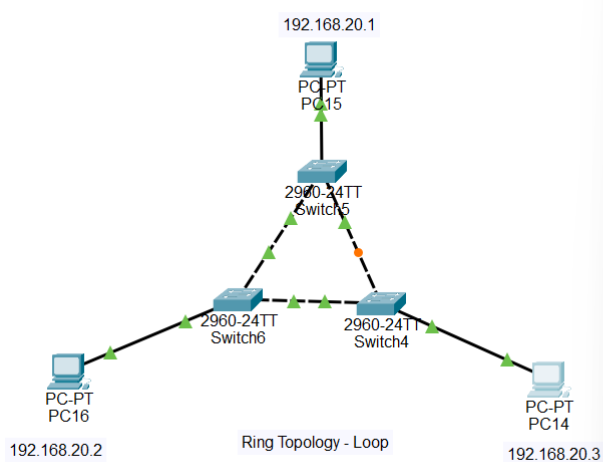 192.168.20.1
PC-PT
PC15
2960-24TT
Switch5
2960-24TT
Switch6
2960-24TT
Switch4
PC-PT
PC16
PC-PT
PC14
192.168.20.2
Ring Topology - Loop
192.168.20.3